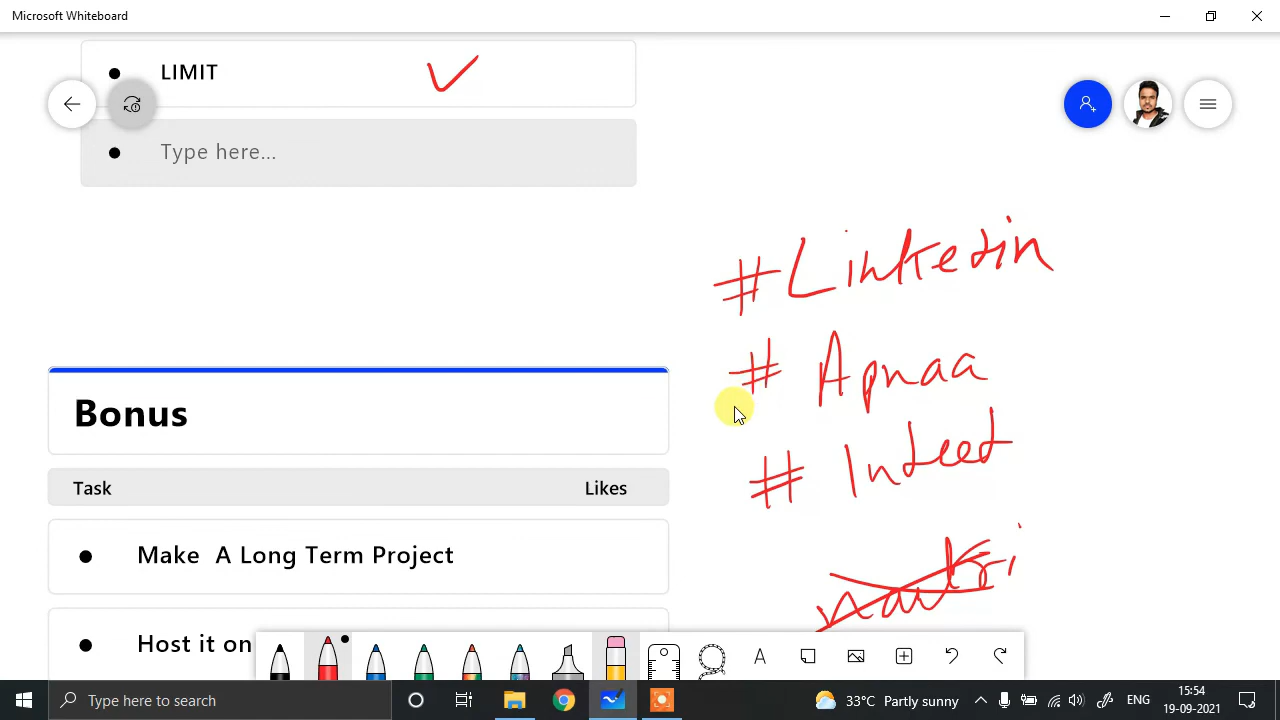 Microsoft Whiteboard
LIMIT
Type here...
#Linkedin
# Apnaa
# Indeed
naukri
Bonus
Task Likes
Make A Long Term Project
Host it on
Type here to search
33°C Partly sunny
ENG
15:54
19-09-2021